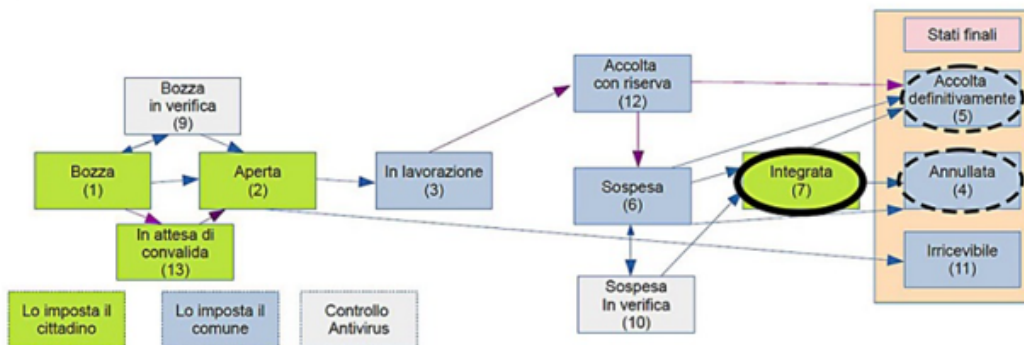 Stati finali
Accolta
con riserva
(12)
Accolta
definitivamente
(5)
Bozza
in verifica
(9)
Bozza
(1)
Aperta
(2)
In lavorazione
(3)
Sospesa
(6)
Integrata
(7)
Annullata
(4)
In attesa di
convalida
(13)
Irricevibile
(11)
Sospesa
In verifica
(10)
Lo imposta il
cittadino
Lo imposta il
comune
Controllo
Antivirus